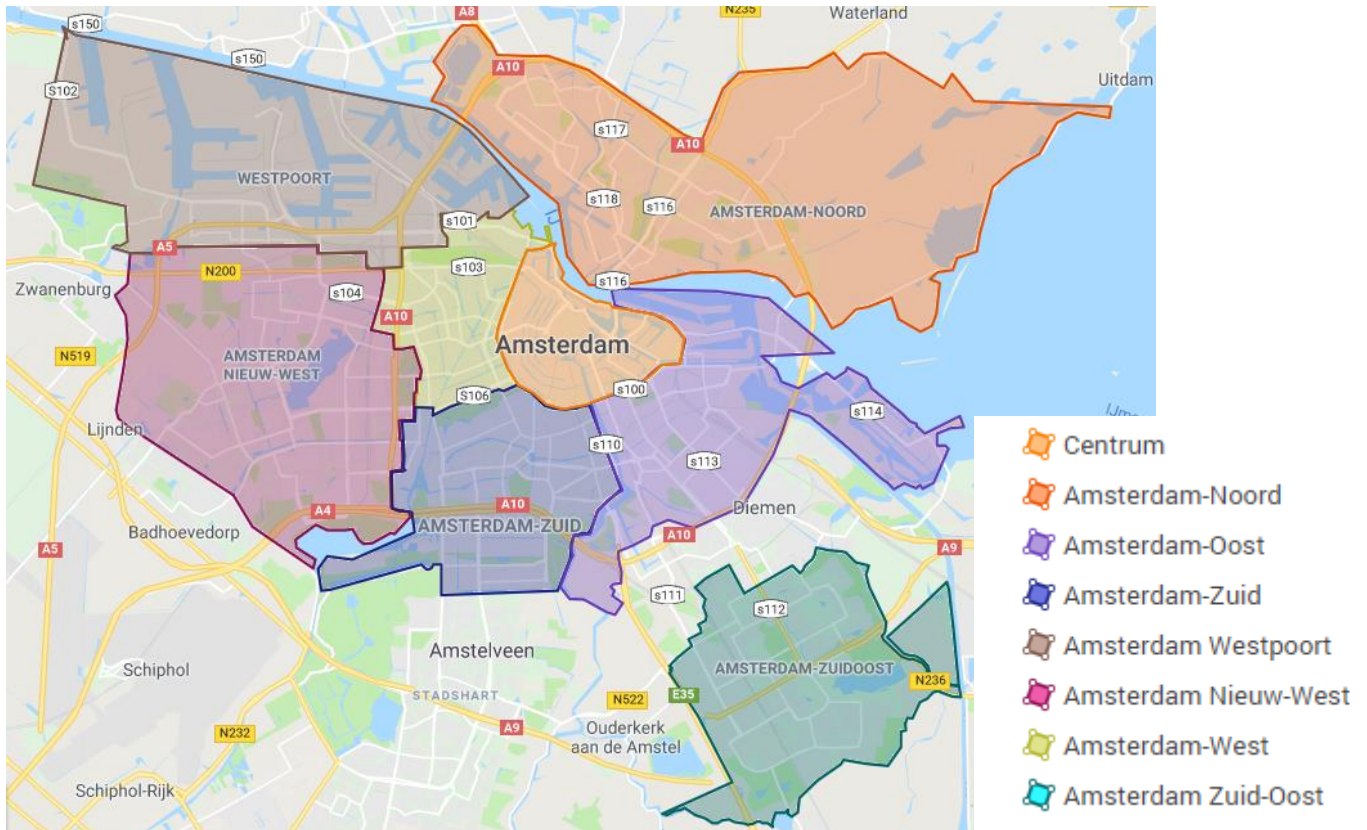 A8
N235
Waterland
s150
s150
A10
Uitdam
S102
s117
A10
WESTPOORT
s118
s116
AMSTERDAM-NOORD
s101
IJ
A5
N200
s103
s116
Zwanenburg
s104
A10
Amsterdam
N519
AMSTERDAM
NIEUW-WEST
S106
s100
s114
IJm
Lijnden
s110
s113
Centrum
Amsterdam-Noord
A4
A10
AMSTERDAM-ZUID
Diemen
Badhoevedorp
A10
A5
A9
Amsterdam-Oost
s111
s112
Amsterdam-Zuid
Amstelveen
Amsterdam Westpoort
Schiphol
AMSTERDAM-ZUIDOOST
STADSHART
E35
N236
N522
Amsterdam Nieuw-West
N232
A9
Ouderkerk
aan de Amstel
Amsterdam-West
Schiphol-Rijk
Amsterdam Zuid-Oost